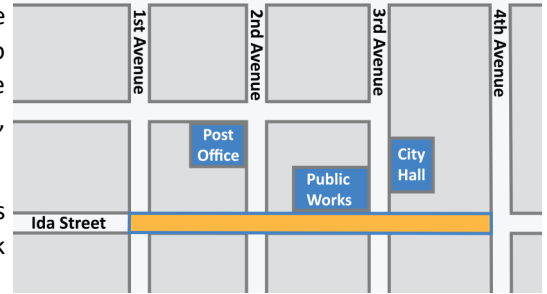 1st Avenue
2nd Avenue
3rd Avenue
4th Avenue
Post
Office
City
Hall
Public
Works
Ida Street